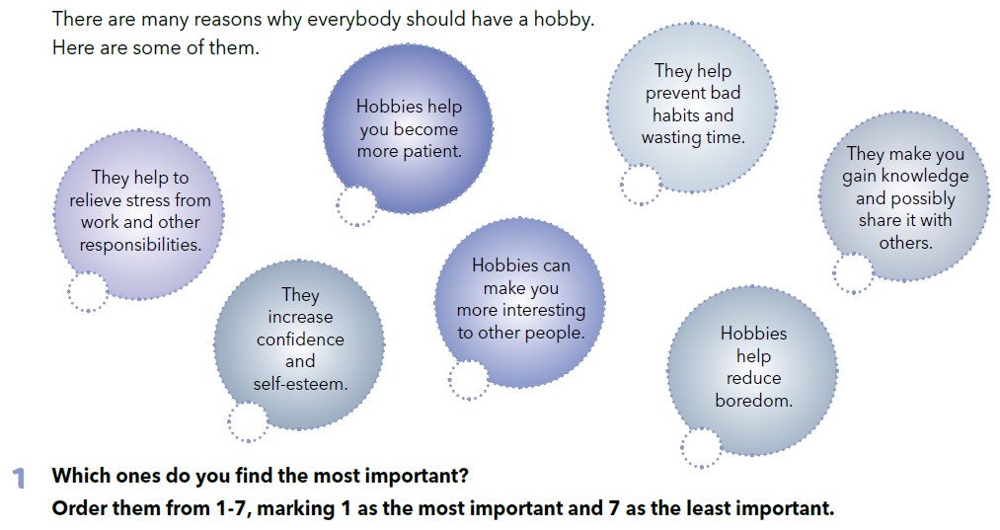 There are many reasons why everybody should have a hobby.
Here are some of them.
They help to
relieve stress from
work and other
responsibilities.
Hobbies help
you become
more patient.
They help
prevent bad
habits and
wasting time.
They make you
gain knowledge
and possibly
share it with
others.
They
increase
confidence
and
self-esteem.
Hobbies can
make you
more interesting
to other people.
Hobbies
help
reduce
boredom.
1 Which ones do you find the most important?
Order them from 1-7, marking 1 as the most important and 7 as the least important.